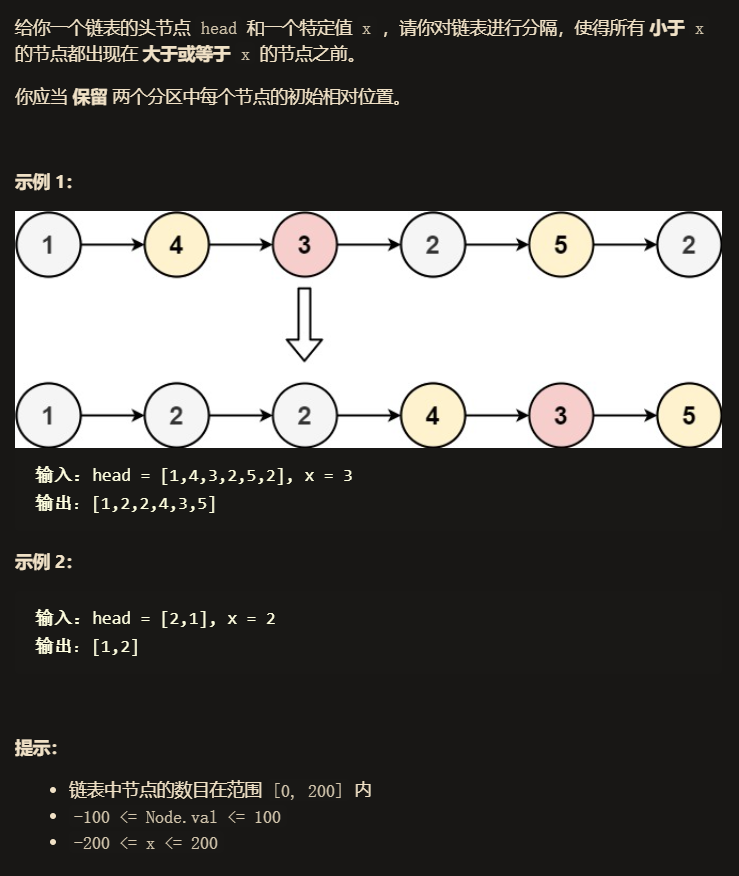 给你一个链表的头节点 head 和一个特定值 x ，请你对链表进行分隔，使得所有 小于 x
的节点都出现在 大于或等于 x 的节点之前。
你应当 保留 两个分区中每个节点的初始相对位置。
示例 1：
1 4 3 2 5 2
1 2 2 4 3 5
输入：head = [1,4,3,2,5,2], x = 3
输出：[1,2,2,4,3,5]
示例 2：
输入：head = [2,1], x = 2
输出：[1,2]
提示：
• 链表中节点的数目在范围 [0, 200] 内
• -100 <= Node.val <= 100
• -200 <= x <= 200